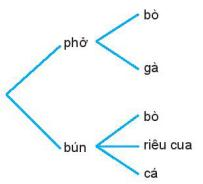 phở
bò
gà
bún
bò
riêu cua
cá